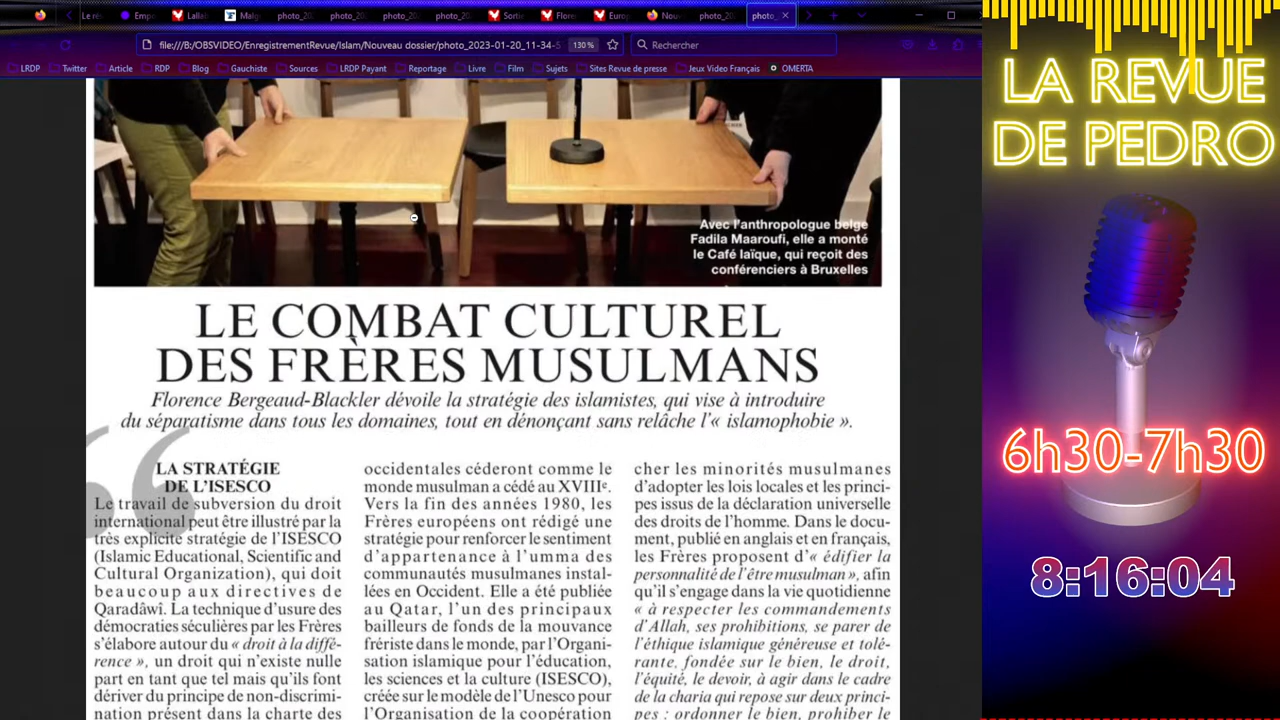 Le ré
Emp
Lallab
Malg
photo_20
photo_20
photo_20
photo_20
Sortir
Flore
Europ
Nouv
photo_20
photo_
file:///B:/OBSVIDEO/EnregistrementRevue/Islam/Nouveau dossier/photo_2023-01-20_11-34-5
130 %
Rechercher
LRDP
Twitter
Article
RDP
Blog
Gauchiste
Sources
LRDP Payant
Reportage
Livre
Film
Sujets
Sites Revue de presse
Jeux Video Français
OMERTA
LA REVUE
DE PEDRO
6h30-7h30
8:16:04
Avec l'anthropologue belge
Fadila Maaroufi, elle a monté
le Café laïque, qui reçoit des
conférenciers à Bruxelles
LE COMBAT CULTUREL
DES FRÈRES MUSULMANS
Florence Bergeaud-Blackler dévoile la stratégie des islamistes, qui vise à introduire
du séparatisme dans tous les domaines, tout en dénonçant sans relâche l'« islamophobie ».
LA STRATÉGIE
DE L'ISESCO
Le travail de subversion du droit
international peut être illustré par la
très explicite stratégie de l'ISESCO
(Islamic Educational, Scientific and
Cultural Organization), qui doit
beaucoup aux directives de
Qaradâwî. La technique d'usure des
démocraties séculières par les Frères
s'élabore autour du « droit à la diffé-
rence », un droit qui n'existe nulle
part en tant que tel mais qu'ils font
dériver du principe de non-discrimi-
nation présent dans la charte des
occidentales céderont comme le
monde musulman a cédé au XVIIIe.
Vers la fin des années 1980, les
Frères européens ont rédigé une
stratégie pour renforcer le sentiment
d'appartenance à l'umma des
communautés musulmanes instal-
lées en Occident. Elle a été publiée
au Qatar, l'un des principaux
bailleurs de fonds de la mouvance
frériste dans le monde, par l'Organi-
sation islamique pour l'éducation,
les sciences et la culture (ISESCO),
créée sur le modèle de l'Unesco pour
l'Organisation de la coopération
cher les minorités musulmanes
d'adopter les lois locales et les princi-
pes issus de la déclaration universelle
des droits de l'homme. Dans le docu-
ment, publié en anglais et en français,
les Frères proposent d'« édifier la
personnalité de l'être musulman », afin
qu'il s'engage dans la vie quotidienne
« à respecter les commandements
d'Allah, ses prohibitions, se parer de
l'éthique islamique généreuse et tolé-
rante, fondée sur le bien, le droit,
l'équité, le devoir, à agir dans le cadre
de la charia qui repose sur deux princi-
pes : ordonner le bien, prohiber le